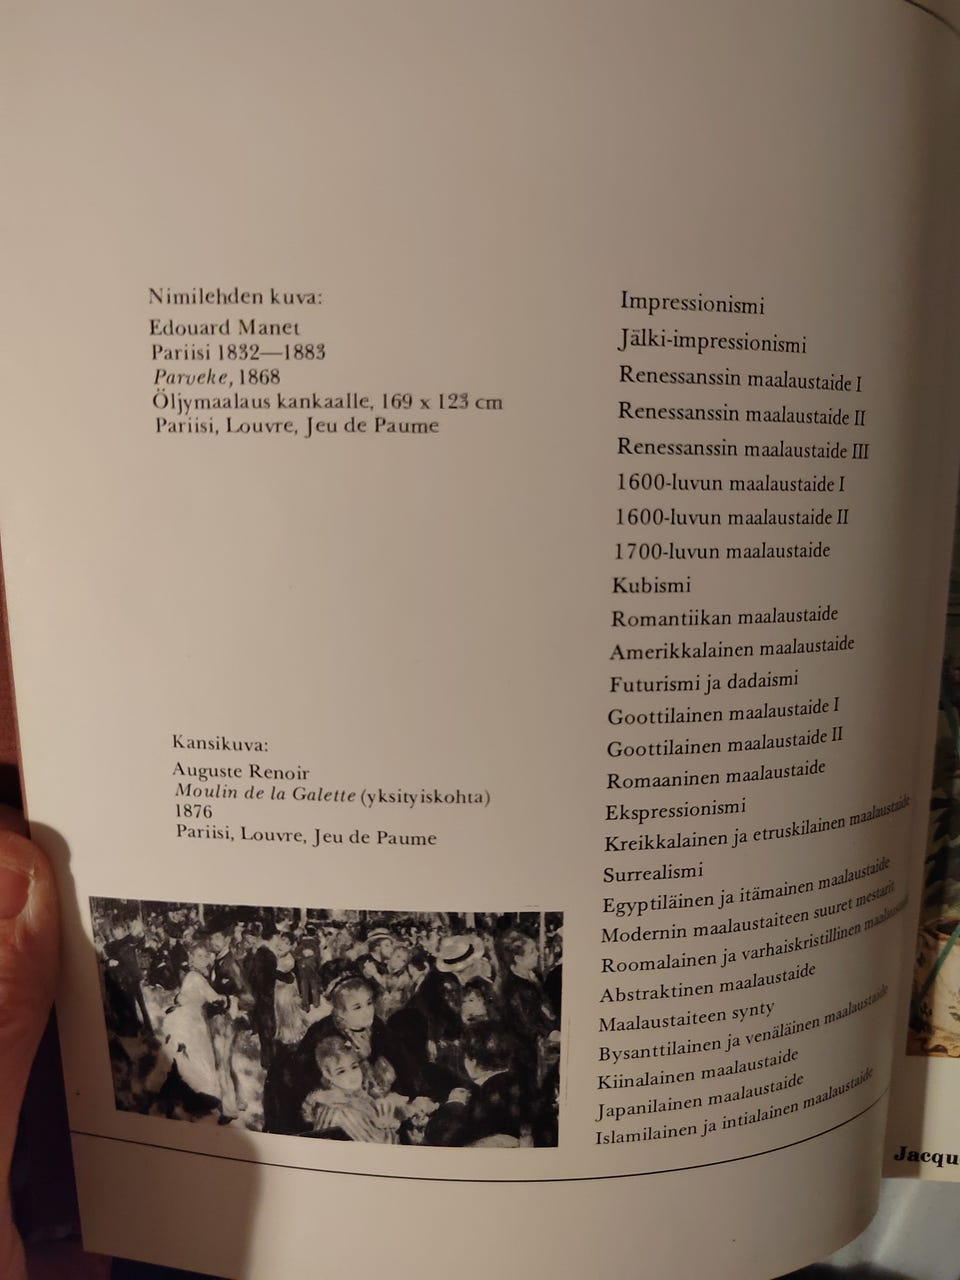 Nimilehden kuva:
Edouard Manet
Pariisi 1832—1883
Parveke, 1868
Öljymaalaus kankaalle, 169 x 123 cm
Pariisi, Louvre, Jeu de Paume
Kansikuva:
Auguste Renoir
Moulin de la Galette (yksityiskohta)
1876
Pariisi, Louvre, Jeu de Paume
Impressionismi
Jälki-impressionismi
Renessanssin maalaustaide I
Renessanssin maalaustaide II
Renessanssin maalaustaide III
1600-luvun maalaustaide I
1600-luvun maalaustaide II
1700-luvun maalaustaide
Kubismi
Romantiikan maalaustaide
Amerikkalainen maalaustaide
Futurismi ja dadaismi
Goottilainen maalaustaide I
Goottilainen maalaustaide II
Romaaninen maalaustaide
Ekspressionismi
Kreikkalainen ja etruskilainen maalaustaide
Surrealismi
Egyptiläinen ja itämainen maalaustaide
Modernin maalaustaiteen suuret mestarit
Roomalainen ja varhaiskristillinen maalaustaide
Abstraktinen maalaustaide
Maalaustaiteen synty
Bysanttilainen ja venäläinen maalaustaide
Kiinalainen maalaustaide
Japanilainen maalaustaide
Islamilainen ja intialainen maalaustaide
Jacqu